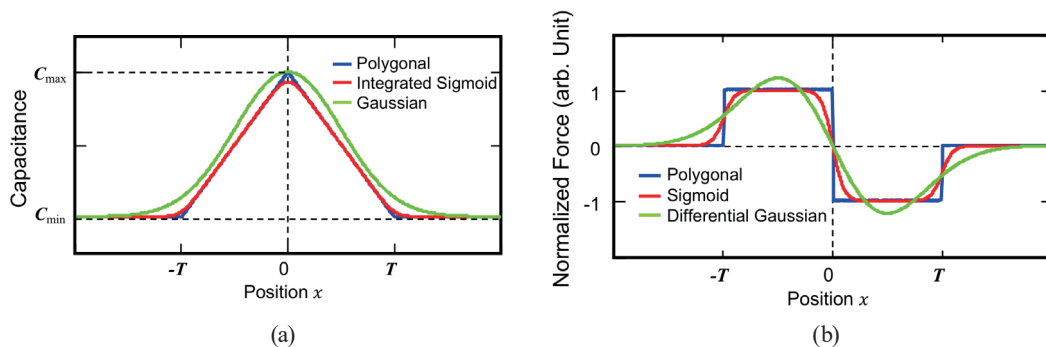 Capacitance
C_max
C_min
Polygonal
Integrated Sigmoid
Gaussian
-T
0
T
Position x
(a)
Normalized Force (arb. Unit)
1
0
-1
Polygonal
Sigmoid
Differential Gaussian
-T
0
T
Position x
(b)